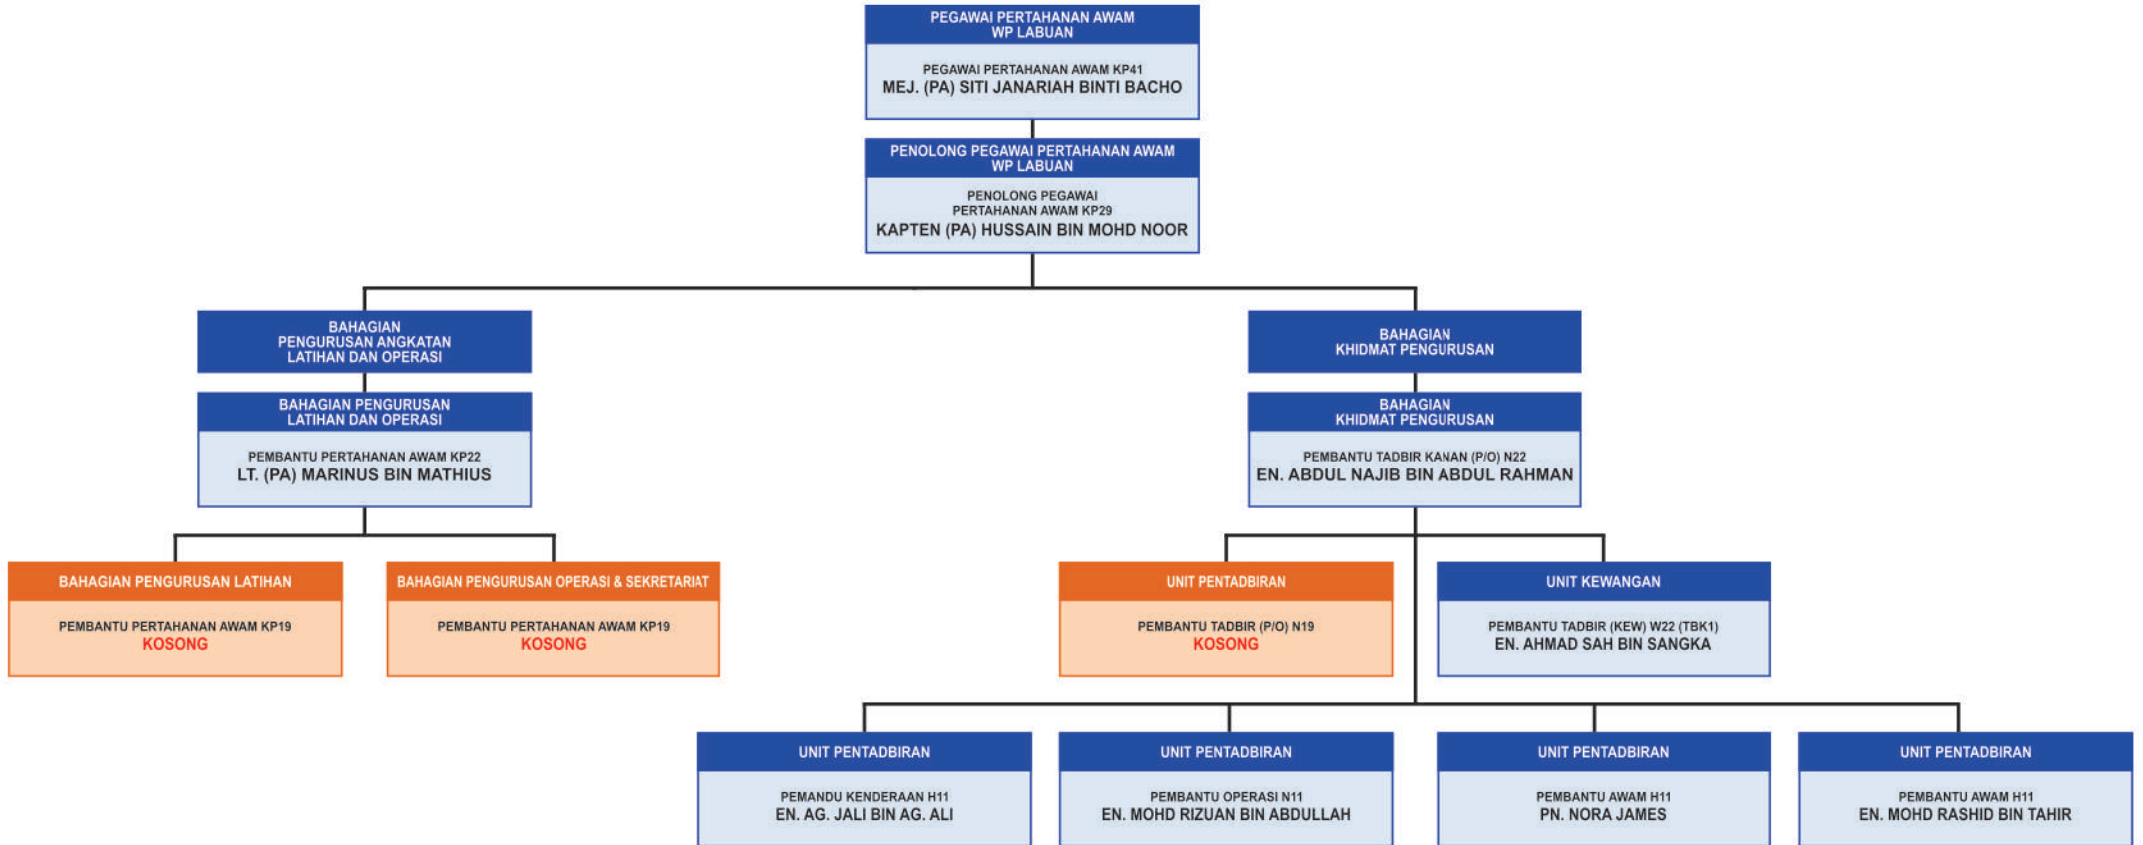 PEGAWAI PERTAHANAN AWAM
WP LABUAN
PEGAWAI PERTAHANAN AWAM KP41
MEJ. (PA) SITI JANARIAH BINTI BACHO
PENOLONG PEGAWAI PERTAHANAN AWAM
WP LABUAN
PENOLONG PEGAWAI
PERTAHANAN AWAM KP29
KAPTEN (PA) HUSSAIN BIN MOHD NOOR
BAHAGIAN
PENGURUSAN ANGKATAN
LATIHAN DAN OPERASI
BAHAGIAN
KHIDMAT PENGURUSAN
BAHAGIAN PENGURUSAN
LATIHAN DAN OPERASI
PEMBANTU PERTAHANAN AWAM KP22
LT. (PA) MARINUS BIN MATHIUS
BAHAGIAN
KHIDMAT PENGURUSAN
PEMBANTU TADBIR KANAN (P/O) N22
EN. ABDUL NAJIB BIN ABDUL RAHMAN
BAHAGIAN PENGURUSAN LATIHAN
PEMBANTU PERTAHANAN AWAM KP19
KOSONG
BAHAGIAN PENGURUSAN OPERASI & SEKRETARIAT
PEMBANTU PERTAHANAN AWAM KP19
KOSONG
UNIT PENTADBIRAN
PEMBANTU TADBIR (P/O) N19
KOSONG
UNIT KEWANGAN
PEMBANTU TADBIR (KEW) W22 (TBK1)
EN. AHMAD SAH BIN SANGKA
UNIT PENTADBIRAN
PEMANDU KENDERAAN H11
EN. AG. JALI BIN AG. ALI
UNIT PENTADBIRAN
PEMBANTU OPERASI N11
EN. MOHD RIZUAN BIN ABDULLAH
UNIT PENTADBIRAN
PEMBANTU AWAM H11
PN. NORA JAMES
UNIT PENTADBIRAN
PEMBANTU AWAM H11
EN. MOHD RASHID BIN TAHIR